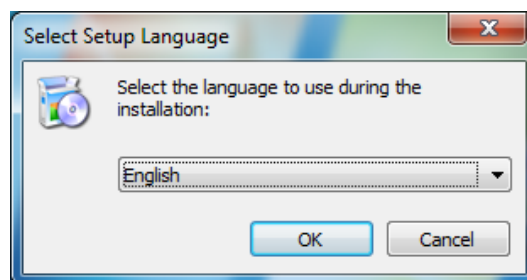 Select Setup Language
Select the language to use during the
installation:
English
OK
Cancel